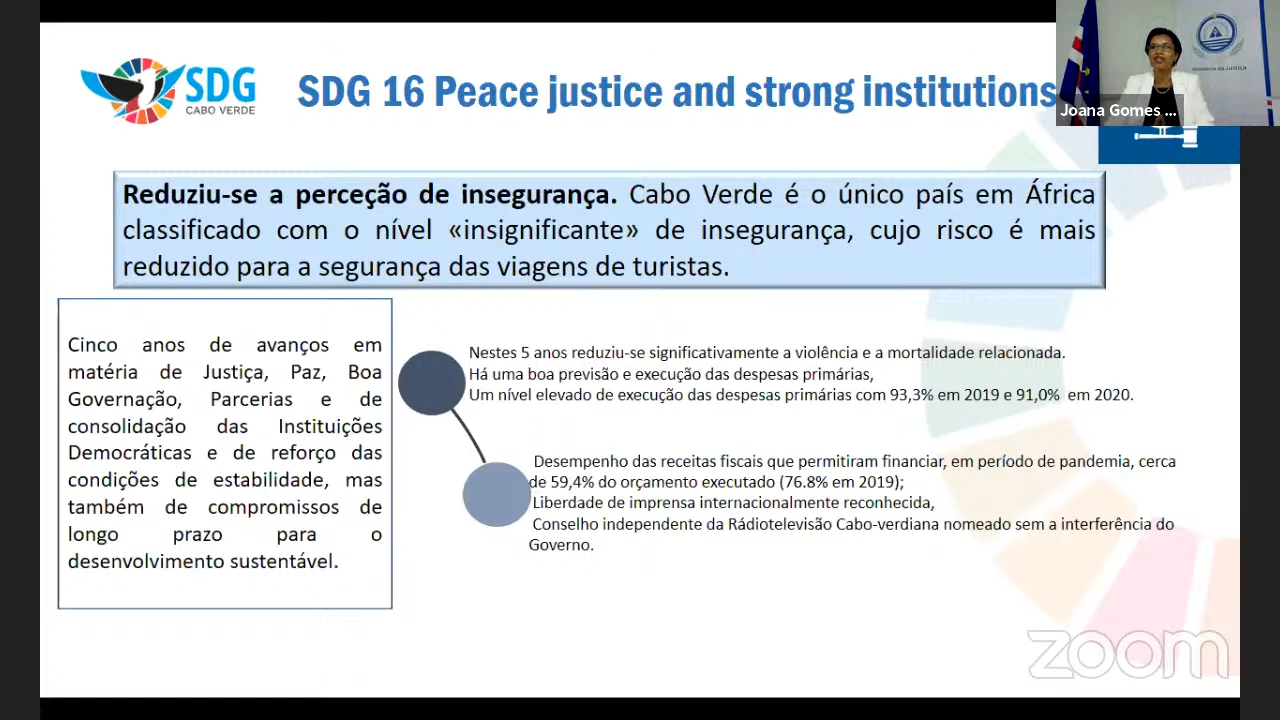 SDG
CABO VERDE
SDG 16 Peace justice and strong institutions
Joana Gomes ...
Reduziu-se a perceção de insegurança. Cabo Verde é o único país em África
classificado com o nível «insignificante» de insegurança, cujo risco é mais
reduzido para a segurança das viagens de turistas.
Cinco anos de avanços em
matéria de Justiça, Paz, Boa
Governação, Parcerias e de
consolidação das Instituições
Democráticas e de reforço das
condições de estabilidade, mas
também de compromissos de
longo prazo para o
desenvolvimento sustentável.
Nestes 5 anos reduziu-se significativamente a violência e a mortalidade relacionada.
Há uma boa previsão e execução das despesas primárias,
Um nível elevado de execução das despesas primárias com 93,3% em 2019 e 91,0% em 2020.
Desempenho das receitas fiscais que permitiram financiar, em período de pandemia, cerca
de 59,4% do orçamento executado (76.8% em 2019);
Liberdade de imprensa internacionalmente reconhecida,
Conselho independente da Rádiotelevisão Cabo-verdiana nomeado sem a interferência do
Governo.
zoom